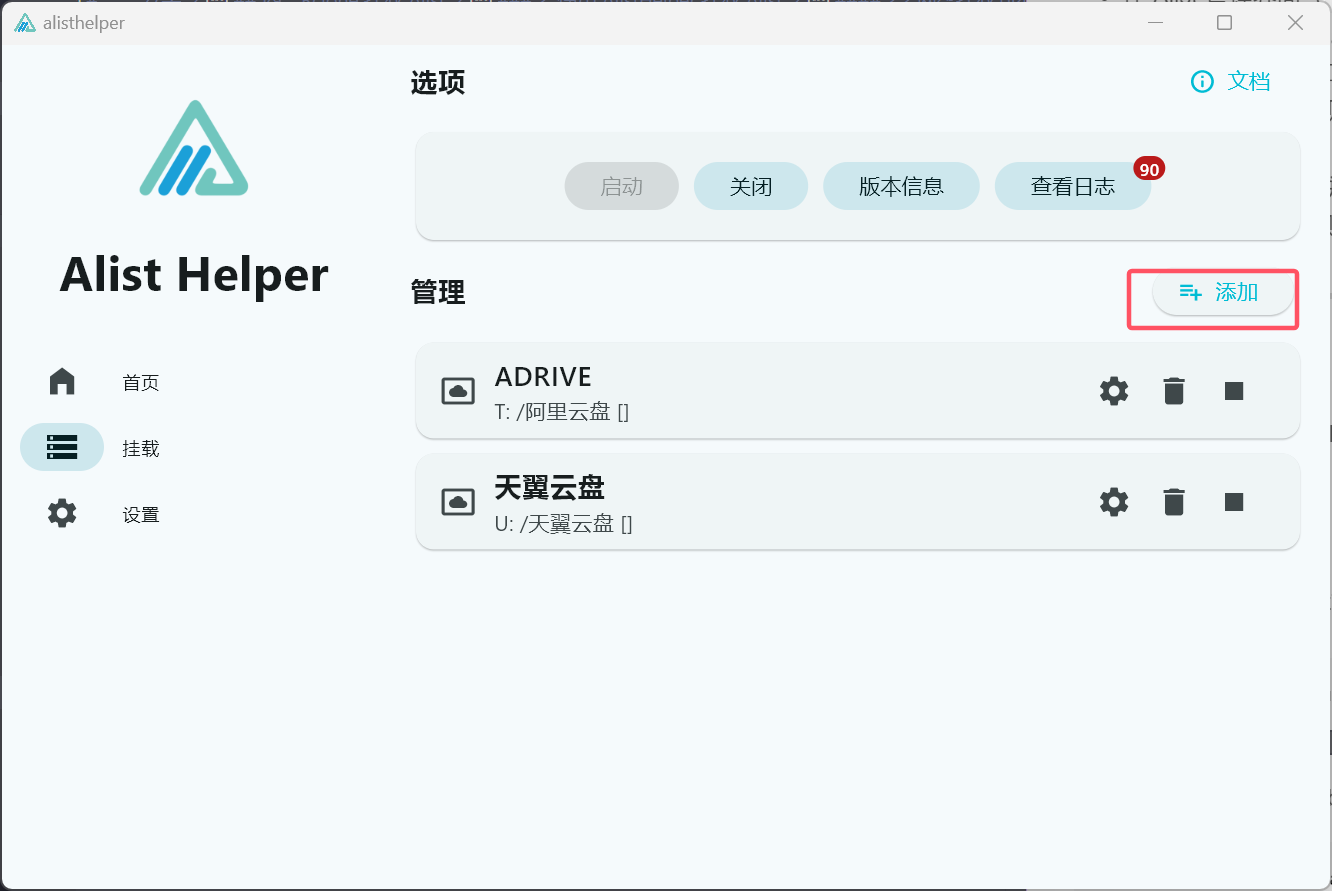 alisthelper
选项
文档
启动
关闭
版本信息
查看日志
90
Alist Helper
管理
添加
首页
挂载
设置
ADRIVE
T: /阿里云盘 []
天翼云盘
U: /天翼云盘 []